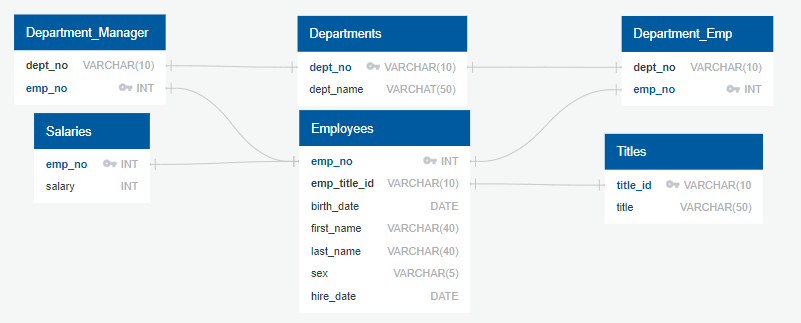 Department_Manager
dept_no VARCHAR(10)
emp_no INT
Departments
dept_no VARCHAR(10)
dept_name VARCHAT(50)
Department_Emp
dept_no VARCHAR(10)
emp_no INT
Salaries
emp_no INT
salary INT
Employees
emp_no INT
emp_title_id VARCHAR(10)
birth_date DATE
first_name VARCHAR(40)
last_name VARCHAR(40)
sex VARCHAR(5)
hire_date DATE
Titles
title_id VARCHAR(10
title VARCHAR(50)